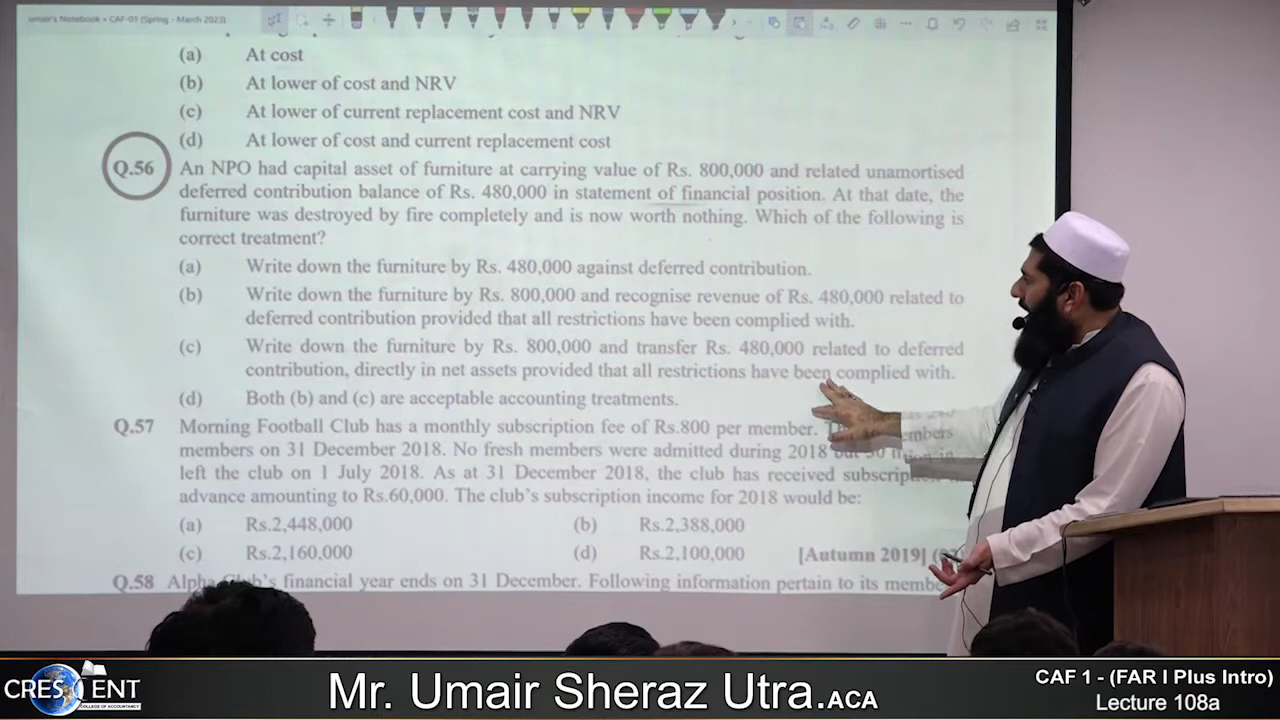 umair's Notebook » CAF-01 (Spring - March 2023)
(a) At cost
(b) At lower of cost and NRV
(c) At lower of current replacement cost and NRV
(d) At lower of cost and current replacement cost
Q.56 An NPO had capital asset of furniture at carrying value of Rs. 800,000 and related unamortised
deferred contribution balance of Rs. 480,000 in statement of financial position. At that date, the
furniture was destroyed by fire completely and is now worth nothing. Which of the following is
correct treatment?
(a) Write down the furniture by Rs. 480,000 against deferred contribution.
(b) Write down the furniture by Rs. 800,000 and recognise revenue of Rs. 480,000 related to
deferred contribution provided that all restrictions have been complied with.
(c) Write down the furniture by Rs. 800,000 and transfer Rs. 480,000 related to deferred
contribution, directly in net assets provided that all restrictions have been complied with.
(d) Both (b) and (c) are acceptable accounting treatments.
Q.57 Morning Football Club has a monthly subscription fee of Rs.800 per member.
members on 31 December 2018. No fresh members were admitted during 2018
left the club on 1 July 2018. As at 31 December 2018, the club has received
advance amounting to Rs.60,000. The club's subscription income for 2018 would be:
(a) Rs.2,448,000 (b) Rs.2,388,000
(c) Rs.2,160,000 (d) Rs.2,100,000 [Autumn 2019]
Q.58 Alpha Club's financial year ends on 31 December. Following information pertain to its
CRESCENT
COLLEGE OF ACCOUNTANCY
Mr. Umair Sheraz Utra.ACA
CAF 1 - (FAR I Plus Intro)
Lecture 108a